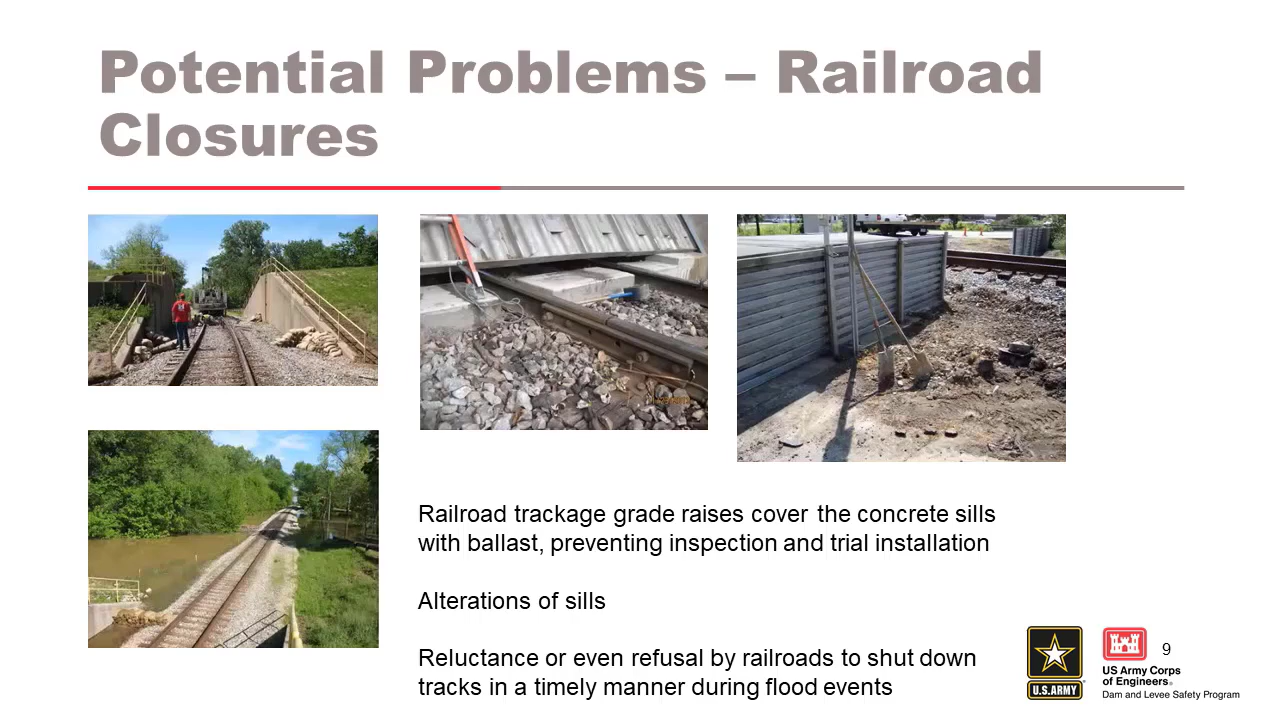 Potential Problems – Railroad
Closures
Railroad trackage grade raises cover the concrete sills
with ballast, preventing inspection and trial installation
Alterations of sills
Reluctance or even refusal by railroads to shut down
tracks in a timely manner during flood events
U.S.ARMY
9
US Army Corps
of Engineers®
Dam and Levee Safety Program